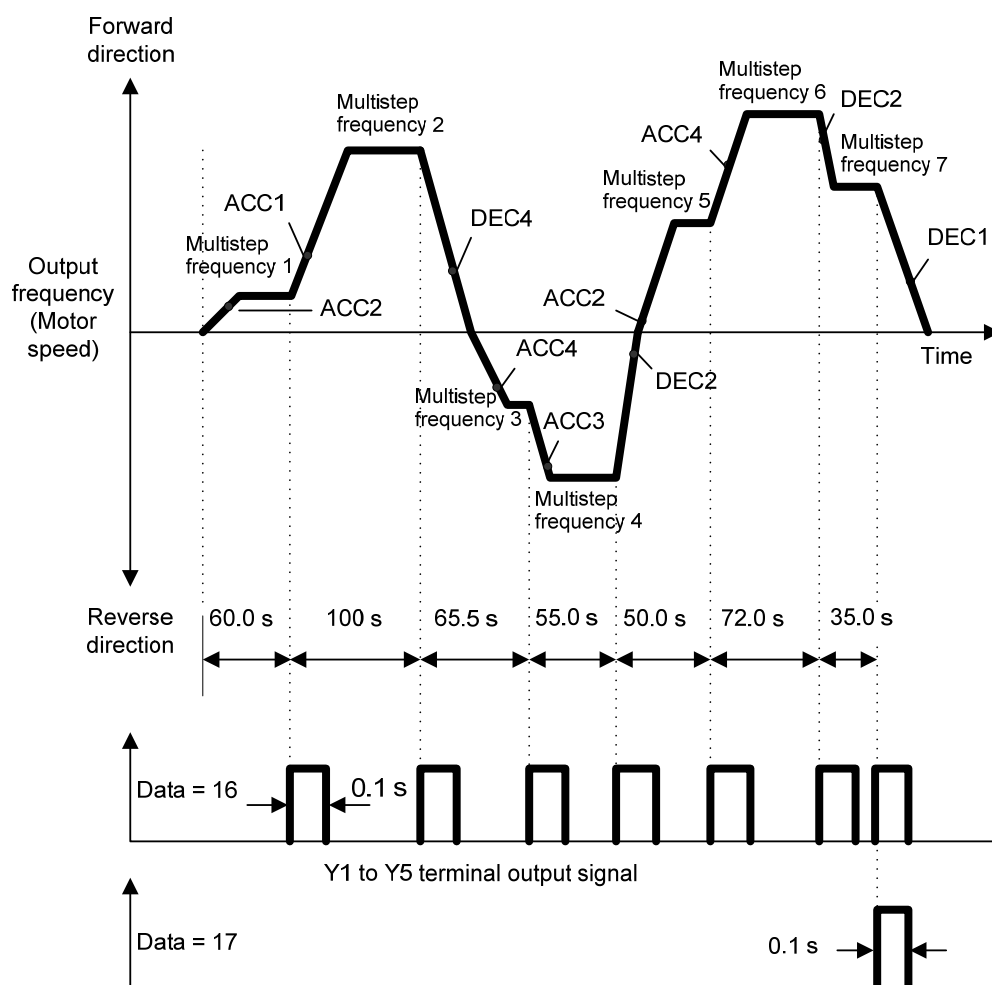 Forward
direction
Multistep
frequency 6
DEC2
Multistep
frequency 2
ACC4
Multistep
frequency 7
Multistep
frequency 5
ACC1
DEC4
Multistep
frequency 1
DEC1
Output
frequency
(Motor
speed)
ACC2
ACC2
Time
ACC4
DEC2
Multistep
frequency 3
ACC3
Multistep
frequency 4
Reverse
direction
60.0 s
100 s
65.5 s
55.0 s
50.0 s
72.0 s
35.0 s
Data = 16
0.1 s
Y1 to Y5 terminal output signal
Data = 17
0.1 s